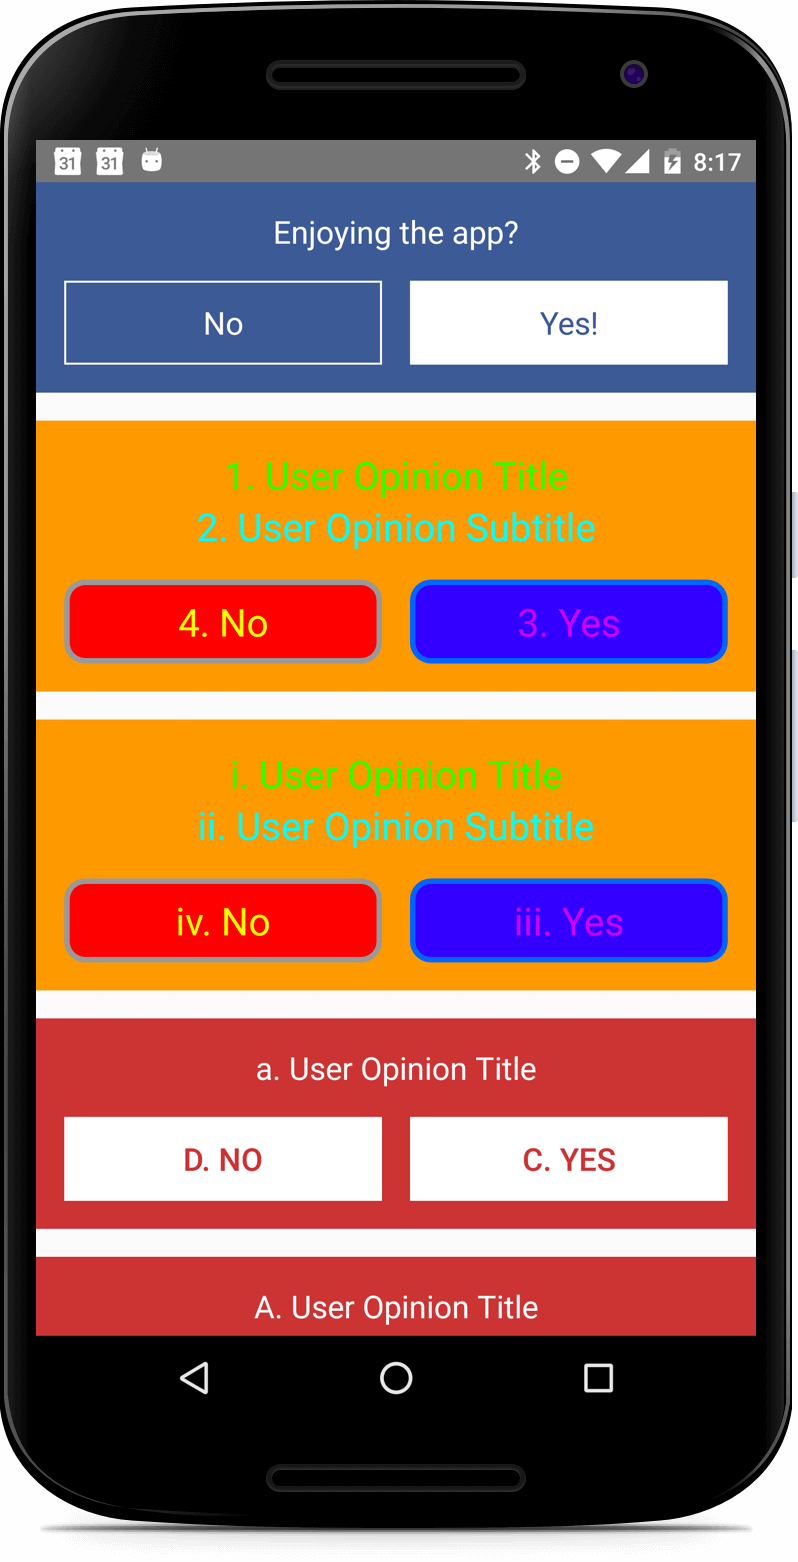 31 31 8:17
Enjoying the app?
No Yes!
1. User Opinion Title
2. User Opinion Subtitle
4. No 3. Yes
i. User Opinion Title
ii. User Opinion Subtitle
iv. No iii. Yes
a. User Opinion Title
D. NO C. YES
A. User Opinion Title